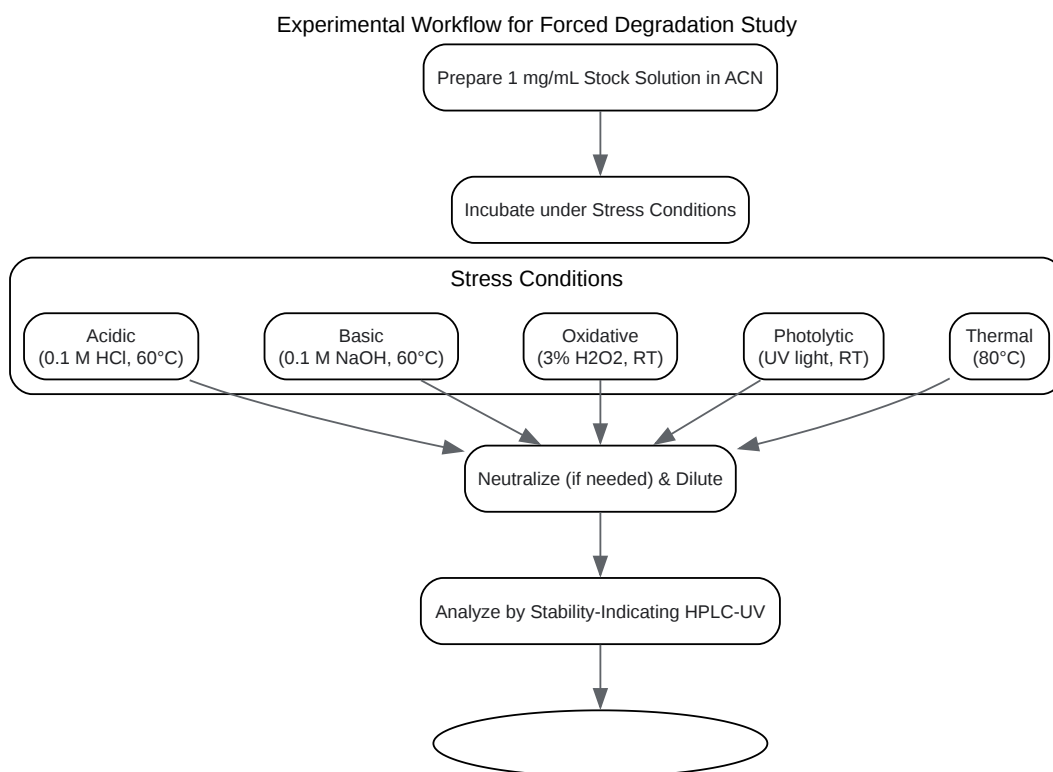 Experimental Workflow for Forced Degradation Study
Prepare 1 mg/mL Stock Solution in ACN
Incubate under Stress Conditions
Stress Conditions
Acidic
(0.1 M HCl, 60°C)
Basic
(0.1 M NaOH, 60°C)
Oxidative
(3% H2O2, RT)
Photolytic
(UV light, RT)
Thermal
(80°C)
Neutralize (if needed) & Dilute
Analyze by Stability-Indicating HPLC-UV